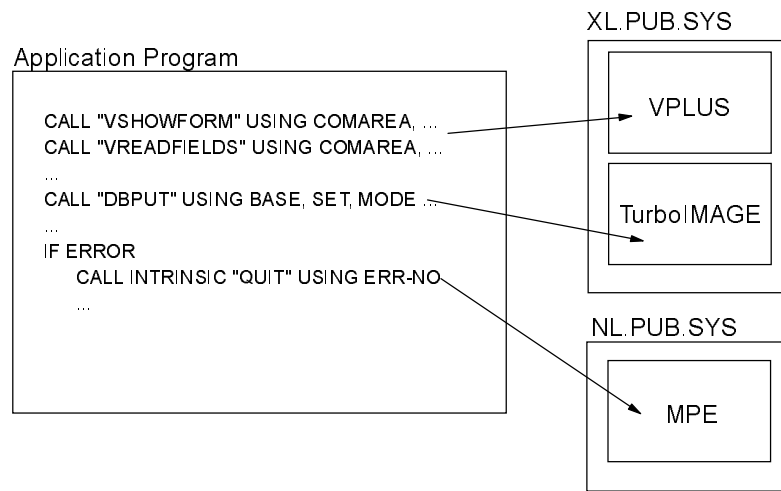 Application Program
CALL "VSHOWFORM" USING COMAREA, ...
CALL "VREADFIELDS" USING COMAREA, ...
...
CALL "DBPUT" USING BASE, SET, MODE ...
...
IF ERROR
CALL INTRINSIC "QUIT" USING ERR-NO
...
XL.PUB.SYS
VPLUS
TurboIMAGE
NL.PUB.SYS
MPE